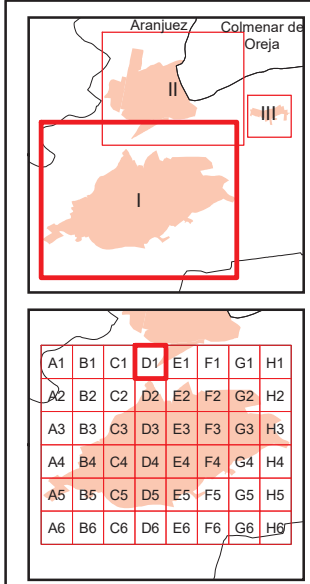 Aranjuez
Colmenar de
Oreja
II
III
I
A1 B1 C1 D1 E1 F1 G1 H1
A2 B2 C2 D2 E2 F2 G2 H2
A3 B3 C3 D3 E3 F3 G3 H3
A4 B4 C4 D4 E4 F4 G4 H4
A5 B5 C5 D5 E5 F5 G5 H5
A6 B6 C6 D6 E6 F6 G6 H6